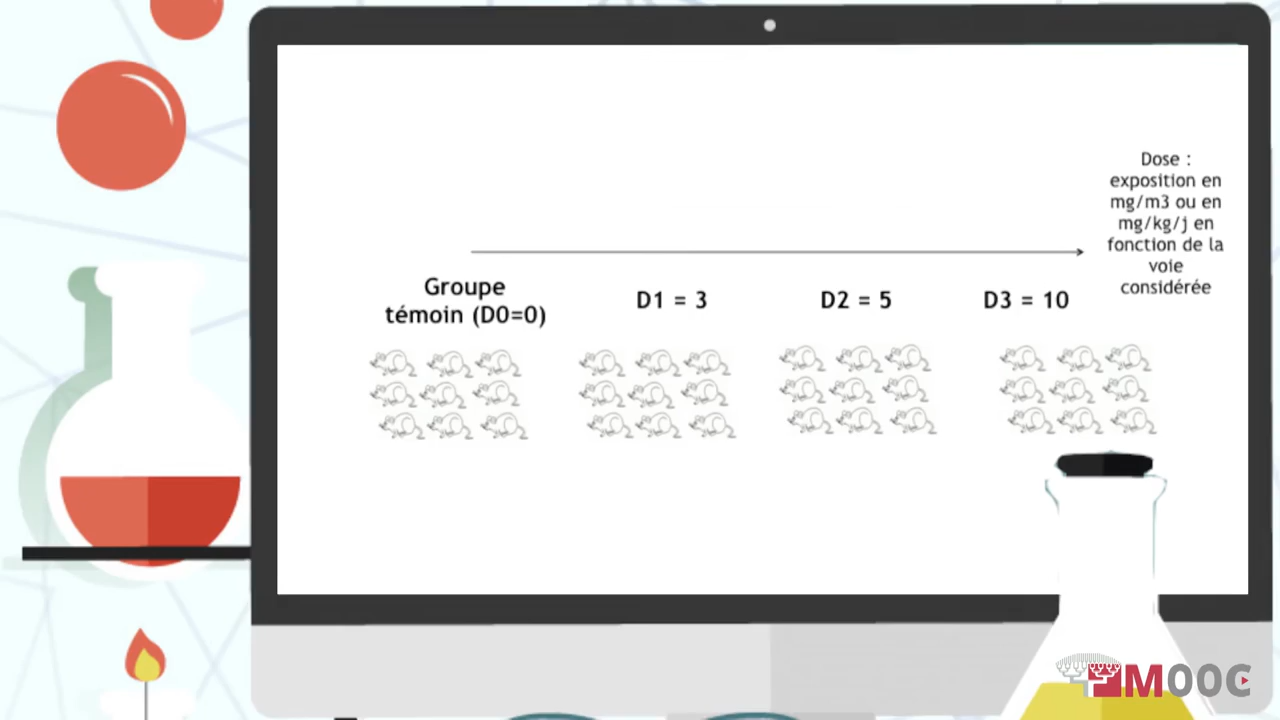 Dose :
exposition en
mg/m3 ou en
mg/kg/j en
fonction de la
voie
considérée
Groupe
témoin (D0=0)
D1 = 3
D2 = 5
D3 = 10
MOOC